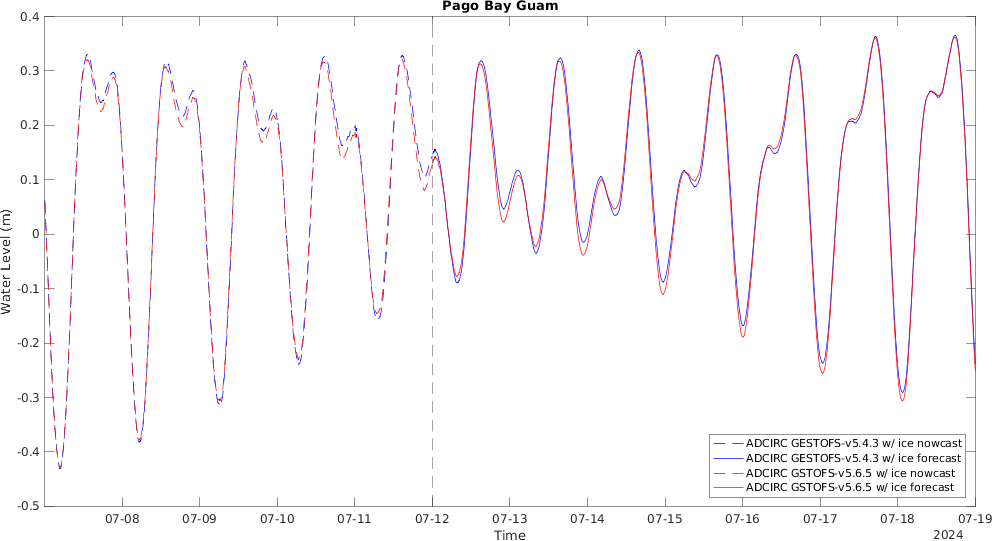 Pago Bay Guam
0.4
0.3
0.2
0.1
0
-0.1
-0.2
-0.3
-0.4
-0.5
Water Level (m)
ADCIRC GESTOFS-v5.4.3 w/ ice nowcast
ADCIRC GESTOFS-v5.4.3 w/ ice forecast
ADCIRC GSTOFS-v5.6.5 w/ ice nowcast
ADCIRC GSTOFS-v5.6.5 w/ ice forecast
07-08 07-09 07-10 07-11 07-12 07-13 07-14 07-15 07-16 07-17 07-18 07-19
Time
2024